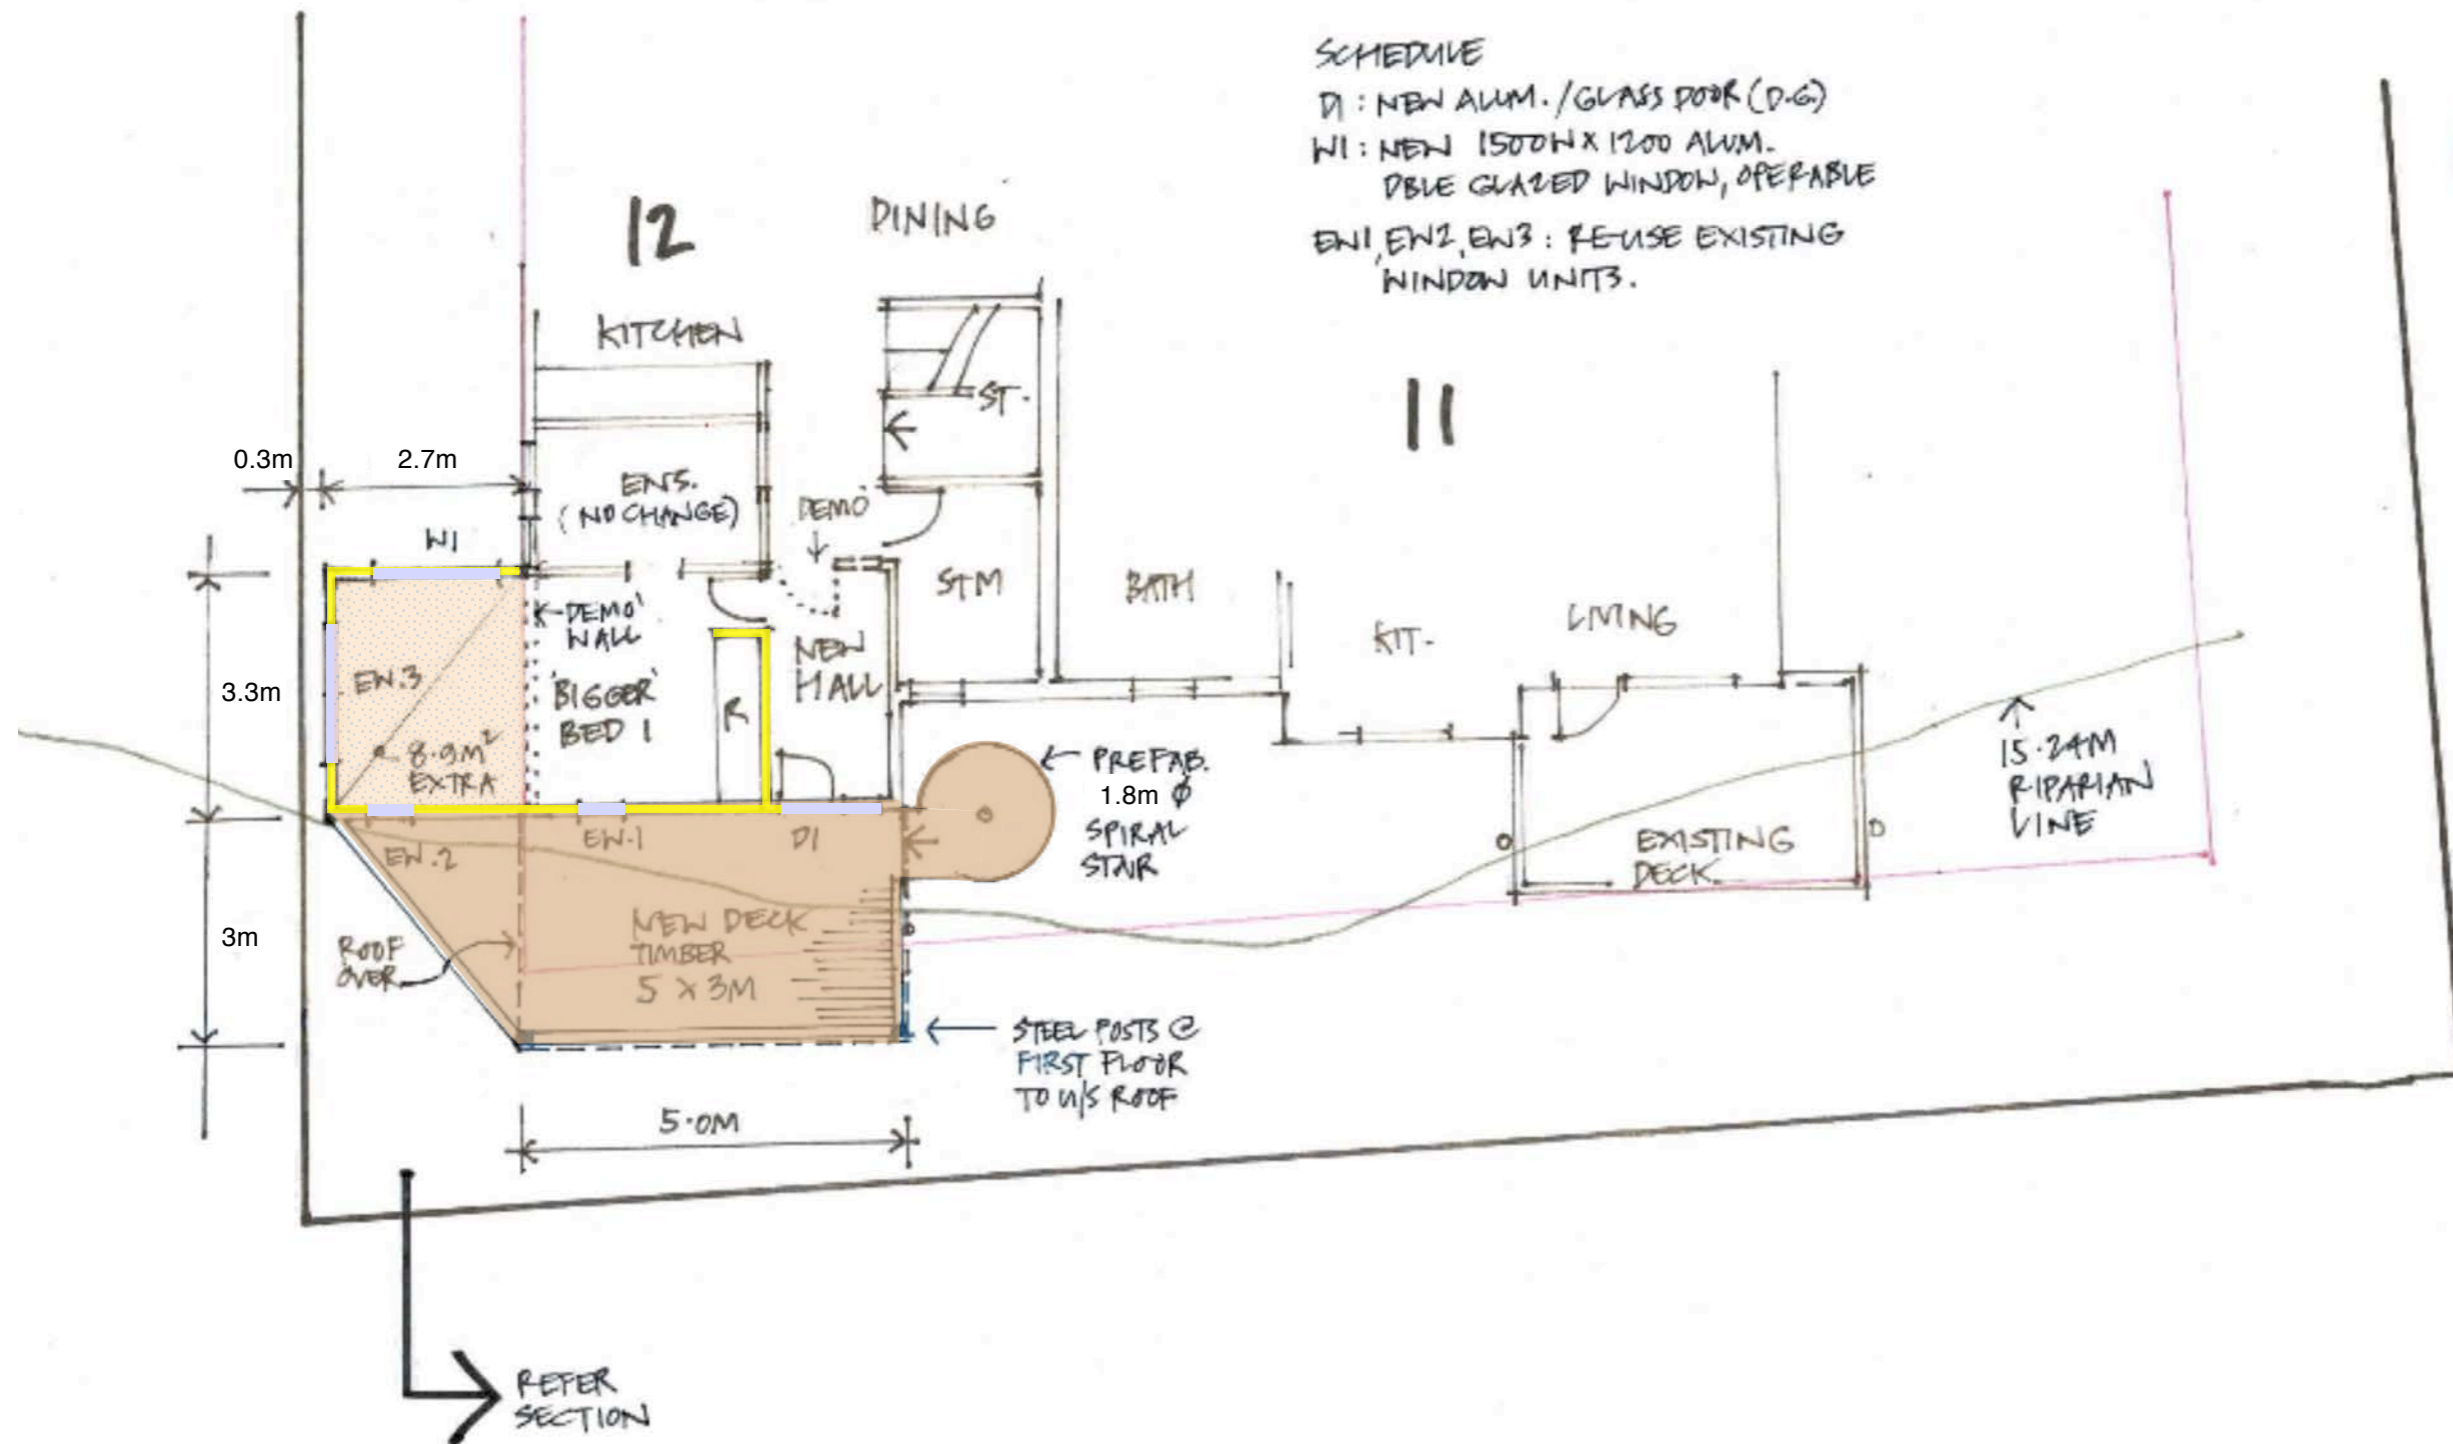 SCHEDULE
D1 : NEW ALUM. / GLASS DOOR (D.G.)
W1 : NEW 1500W X 1200 ALUM.
DBLE GLAZED WINDOW, OPERABLE
EW1, EW2, EW3 : RE-USE EXISTING
WINDOW UNITS.
12
DINING
KITCHEN
ST.
11
0.3m
2.7m
ENS.
(NO CHANGE)
DEMO'
W1
STM
BATH
DEMO'
WALL
LIVING
KIT.
NEW
HALL
EW.3
3.3m
'BIGGER'
BED 1
R
8.9M²
EXTRA
PREFAB.
1.8m ϕ
SPIRAL
STAIR
15.24M
RIPARIAN
LINE
EW.2
EW.1
D1
EXISTING
DECK
3m
ROOF
OVER
NEW DECK
TIMBER
5 X 3M
STEEL POSTS @
FIRST FLOOR
TO U/S ROOF
5.0M
REFER
SECTION